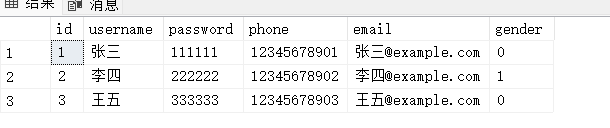 结果 消息
id username password phone email gender
1 1 张三 111111 12345678901 张三@example.com 0
2 2 李四 222222 12345678902 李四@example.com 1
3 3 王五 333333 12345678903 王五@example.com 0